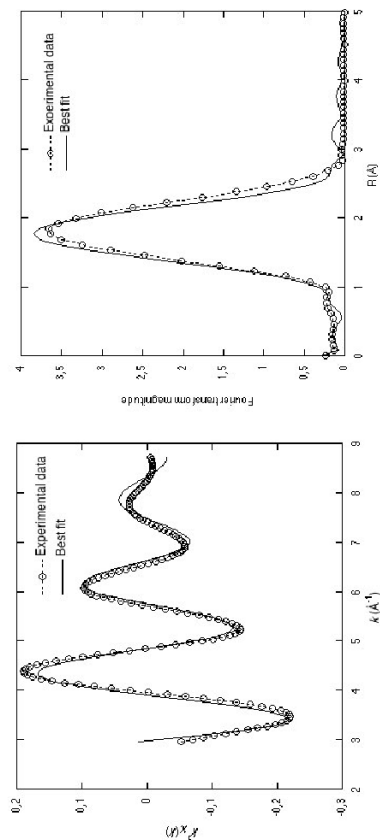 0,2
0,1
0
-0,1
-0,2
-0,3
2 3 4 5 6 7 8 9
k (Å⁻¹)
Experimental data
Best fit
Fourier transform magnitude
4
3,5
3
2,5
2
1,5
1
0,5
0
0 1 2 3 4 5
R (Å)
Experimental data
Best fit